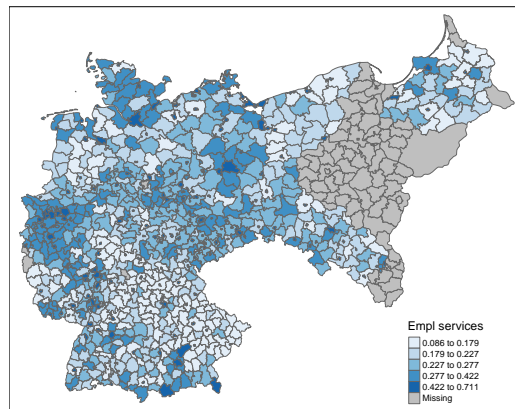 Empl services
0.086 to 0.179
0.179 to 0.227
0.227 to 0.277
0.277 to 0.422
0.422 to 0.711
Missing